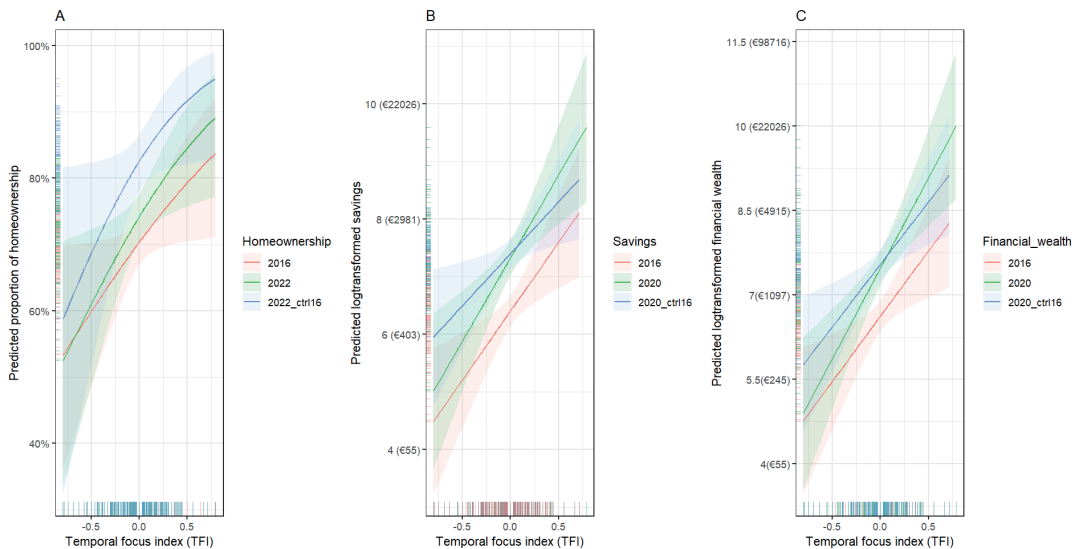 A
Predicted proportion of homeownership
100%
80%
60%
40%
-0.5
0.0
0.5
Temporal focus index (TFI)
Homeownership
2016
2022
2022_ctrl16
B
Predicted logtransformed savings
10 (€22026)
8 (€2981)
6 (€403)
4 (€55)
-0.5
0.0
0.5
Temporal focus index (TFI)
Savings
2016
2020
2020_ctrl16
C
Predicted logtransformed financial wealth
11.5 (€98716)
10 (€22026)
8.5 (€4915)
7(€1097)
5.5(€245)
4(€55)
-0.5
0.0
0.5
Temporal focus index (TFI)
Financial_wealth
2016
2020
2020_ctrl16